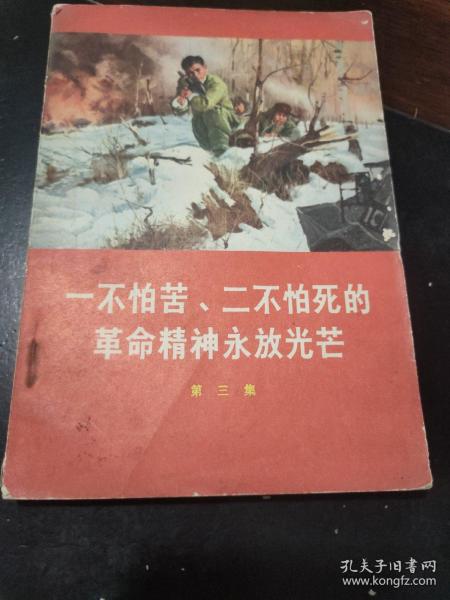 一不怕苦、二不怕死的
革命精神永放光芒
第三集
孔夫子旧书网
www.kongfz.com